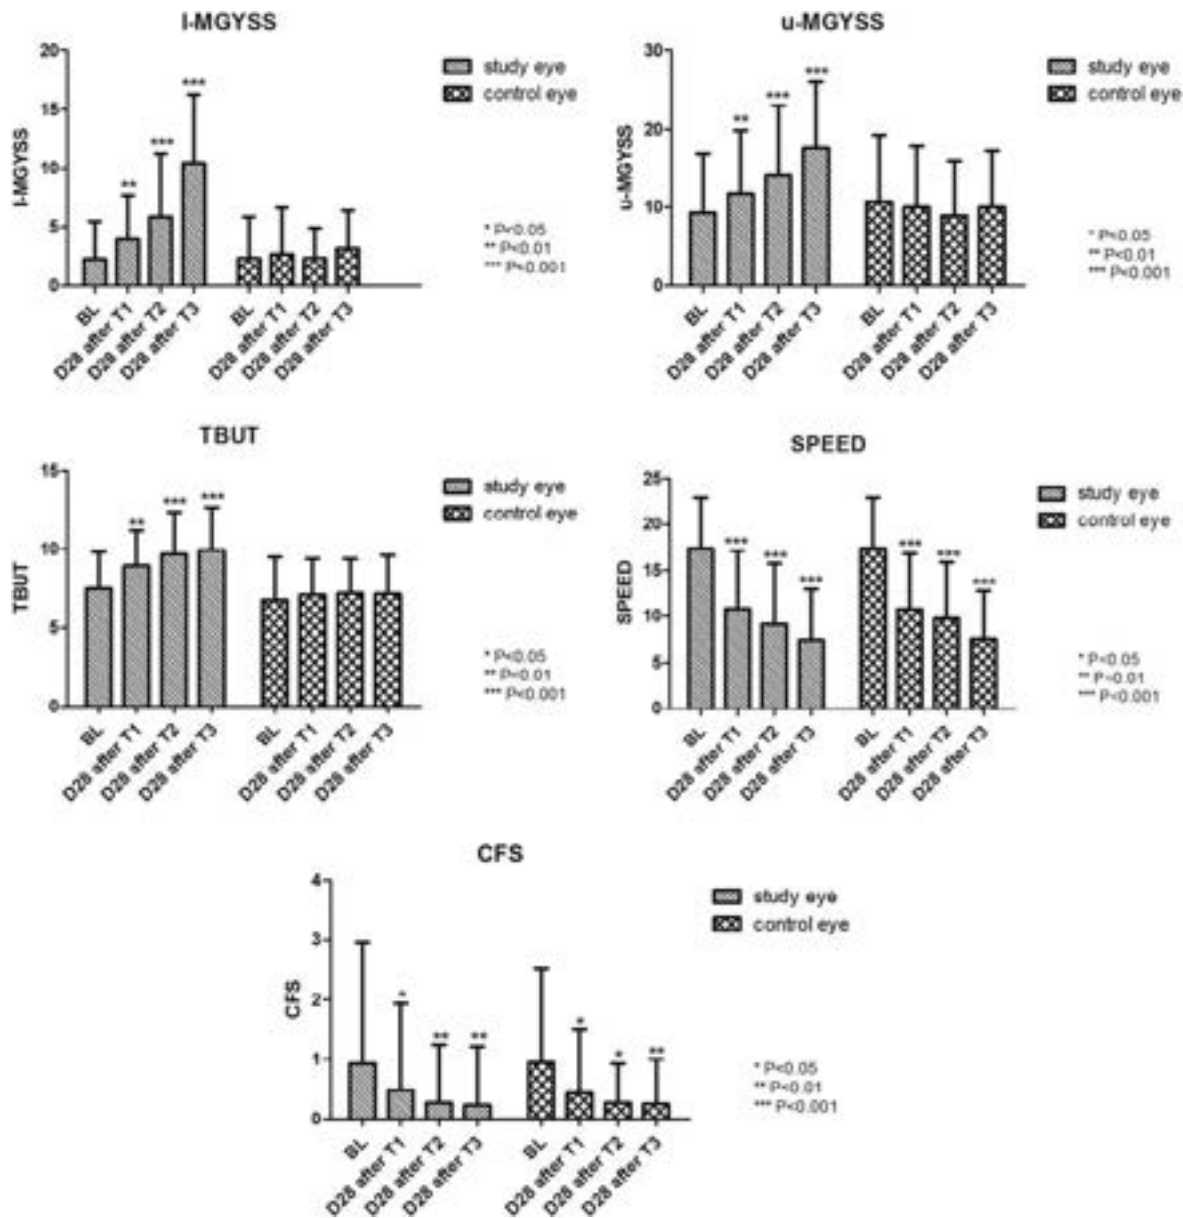 l-MGYSS
20
15
10
5
0
l-MGYSS
***
***
**
study eye
control eye
* P<0.05
** P<0.01
*** P<0.001
BL
D28 after T1
D28 after T2
D28 after T3
BL
D28 after T1
D28 after T2
D28 after T3
u-MGYSS
30
20
10
0
u-MGYSS
**
***
***
study eye
control eye
* P<0.05
** P<0.01
*** P<0.001
BL
D28 after T1
D28 after T2
D28 after T3
BL
D28 after T1
D28 after T2
D28 after T3
TBUT
15
10
5
0
TBUT
**
***
***
study eye
control eye
* P<0.05
** P<0.01
*** P<0.001
BL
D28 after T1
D28 after T2
D28 after T3
BL
D28 after T1
D28 after T2
D28 after T3
SPEED
25
20
15
10
5
0
SPEED
***
***
***
***
***
***
study eye
control eye
* P<0.05
** P<0.01
*** P<0.001
BL
D28 after T1
D28 after T2
D28 after T3
BL
D28 after T1
D28 after T2
D28 after T3
CFS
4
3
2
1
0
CFS
*
**
**
*
*
**
study eye
control eye
* P<0.05
** P<0.01
*** P<0.001
BL
D28 after T1
D28 after T2
D28 after T3
BL
D28 after T1
D28 after T2
D28 after T3